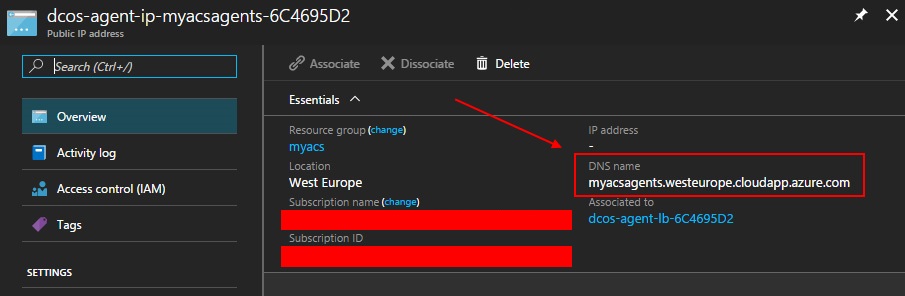 dcos-agent-ip-myacsagents-6C4695D2
Public IP address
Search (Ctrl+/)
Overview
Activity log
Access control (IAM)
Tags
SETTINGS
Associate Dissociate Delete
Essentials
Resource group (change)
myacs
Location
West Europe
Subscription name (change)
Subscription ID
IP address
-
DNS name
myacsagents.westeurope.cloudapp.azure.com
Associated to
dcos-agent-lb-6C4695D2